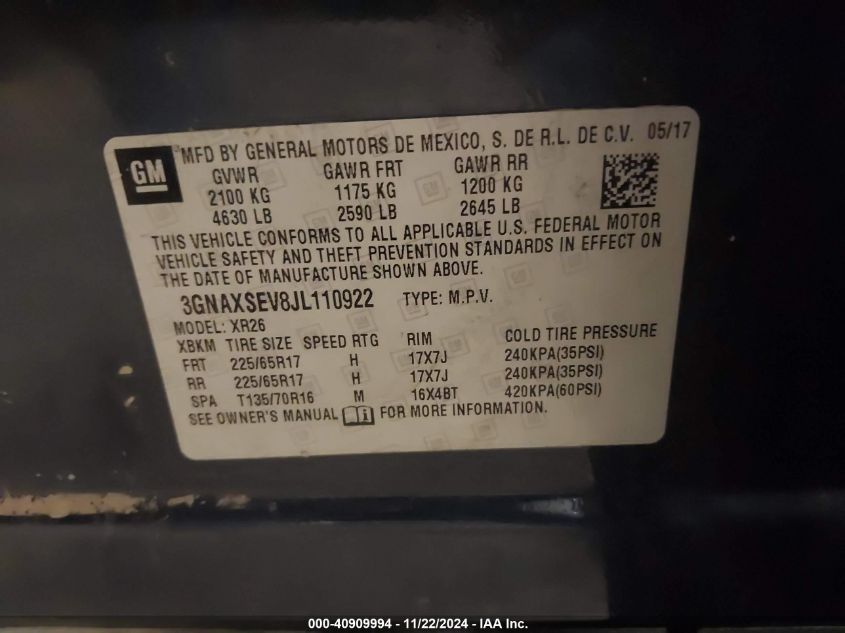 GM
MFD BY GENERAL MOTORS DE MEXICO, S. DE R.L. DE C.V. 05/17
GVWR GAWR FRT GAWR RR
2100 KG 1175 KG 1200 KG
4630 LB 2590 LB 2645 LB
THIS VEHICLE CONFORMS TO ALL APPLICABLE U.S. FEDERAL MOTOR
VEHICLE SAFETY AND THEFT PREVENTION STANDARDS IN EFFECT ON
THE DATE OF MANUFACTURE SHOWN ABOVE.
3GNAXSEV8JL110922 TYPE: M.P.V.
MODEL: XR26
XBKM TIRE SIZE SPEED RTG RIM COLD TIRE PRESSURE
FRT 225/65R17 H 17X7J 240KPA(35PSI)
RR 225/65R17 H 17X7J 240KPA(35PSI)
SPA T135/70R16 M 16X4BT 420KPA(60PSI)
SEE OWNER'S MANUAL FOR MORE INFORMATION.
000-40909994 - 11/22/2024 - IAA Inc.